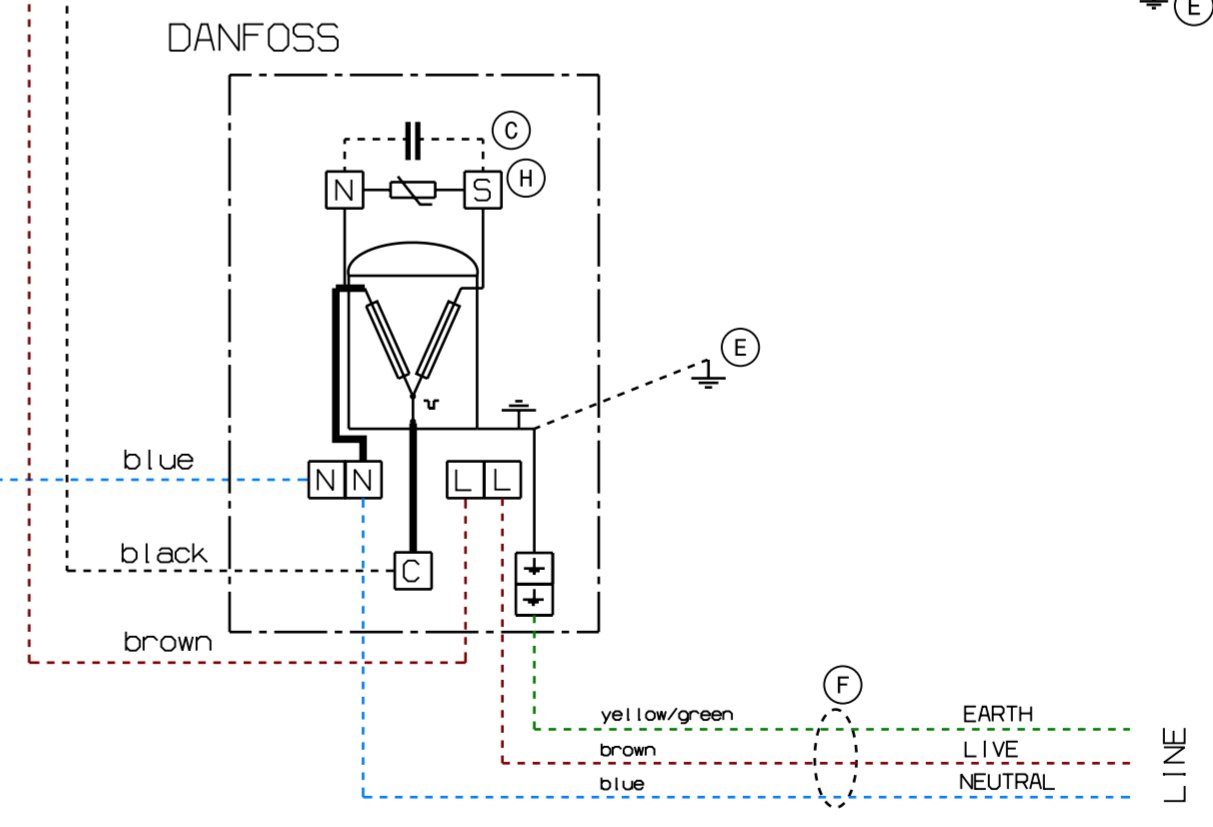 E
DANFOSS
C
N S H
E
blue
N N L L
black
C
brown
F
yellow/green EARTH
brown LIVE
blue NEUTRAL
LINE